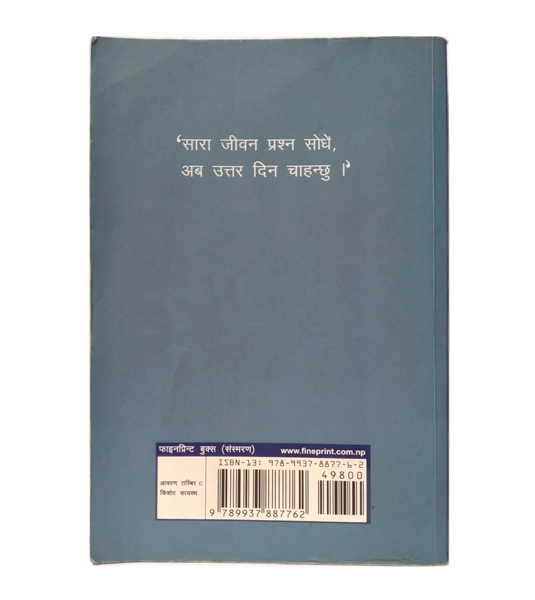 ‘सारा जीवन प्रश्न सोधें,
अब उत्तर दिन चाहन्छु ।’
फाइनप्रिन्ट बुक्स (संस्मरण) www.fineprint.com.np
ISBN-13: 978-9937-8877-6-2
49800
आवरण तस्बिर ©
किशोर कायस्थ
9 789937 887762